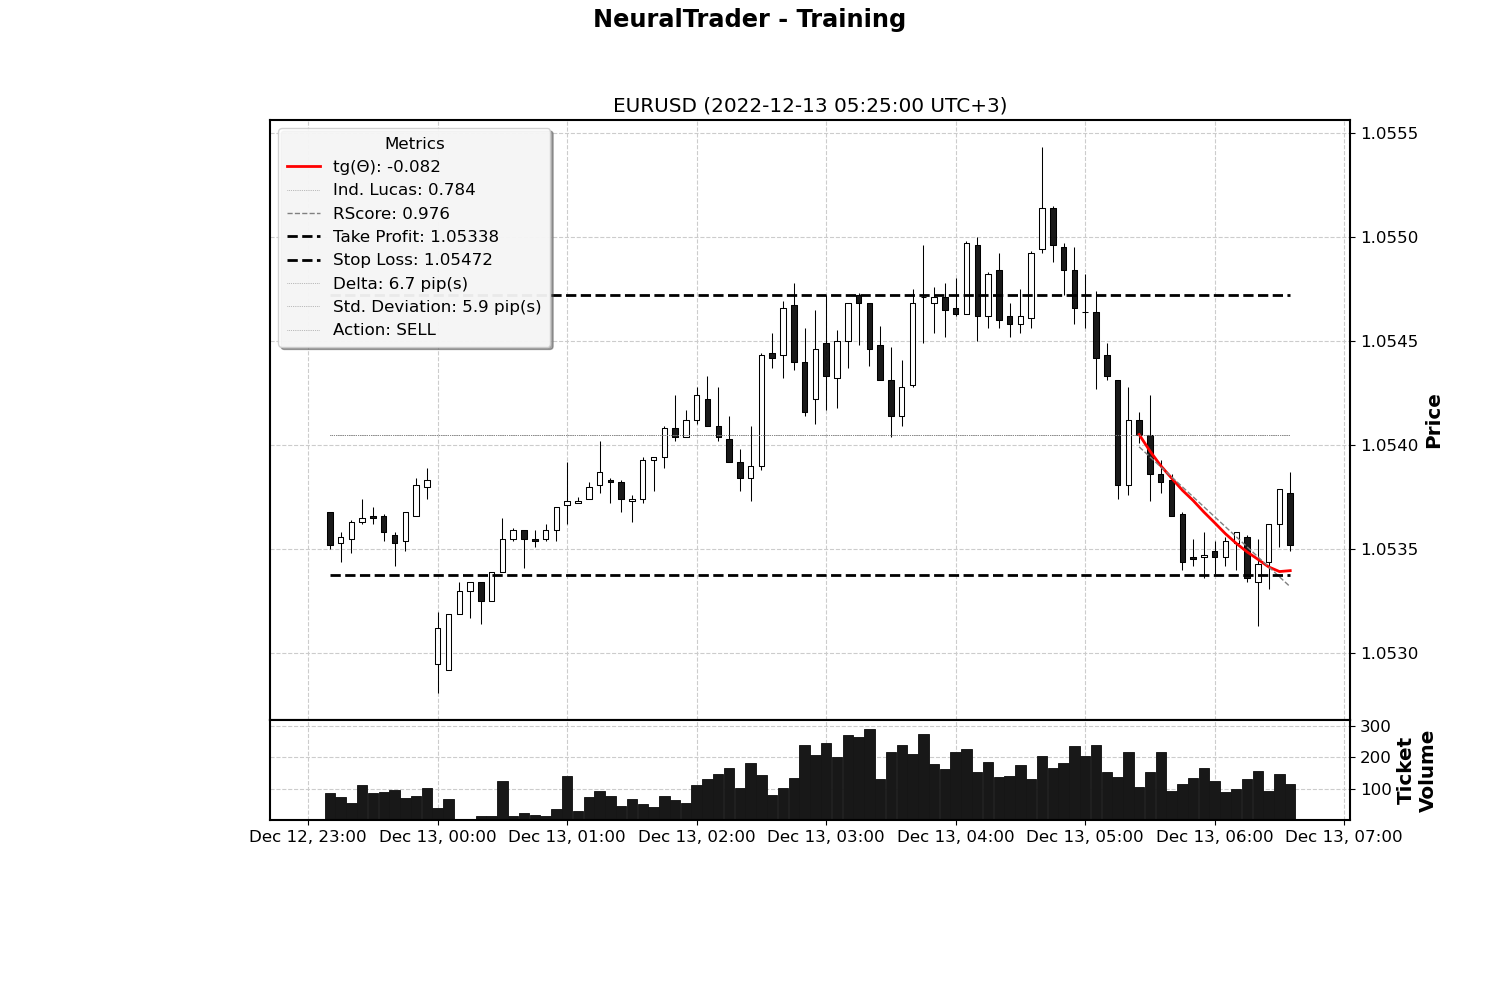 NeuralTrader - Training
EURUSD (2022-12-13 05:25:00 UTC+3)
Metrics
tg(Θ): -0.082
Ind. Lucas: 0.784
RScore: 0.976
Take Profit: 1.05338
Stop Loss: 1.05472
Delta: 6.7 pip(s)
Std. Deviation: 5.9 pip(s)
Action: SELL
1.0555
1.0550
1.0545
1.0540
1.0535
1.0530
Price
300
200
100
Ticket
Volume
Dec 12, 23:00
Dec 13, 00:00
Dec 13, 01:00
Dec 13, 02:00
Dec 13, 03:00
Dec 13, 04:00
Dec 13, 05:00
Dec 13, 06:00
Dec 13, 07:00